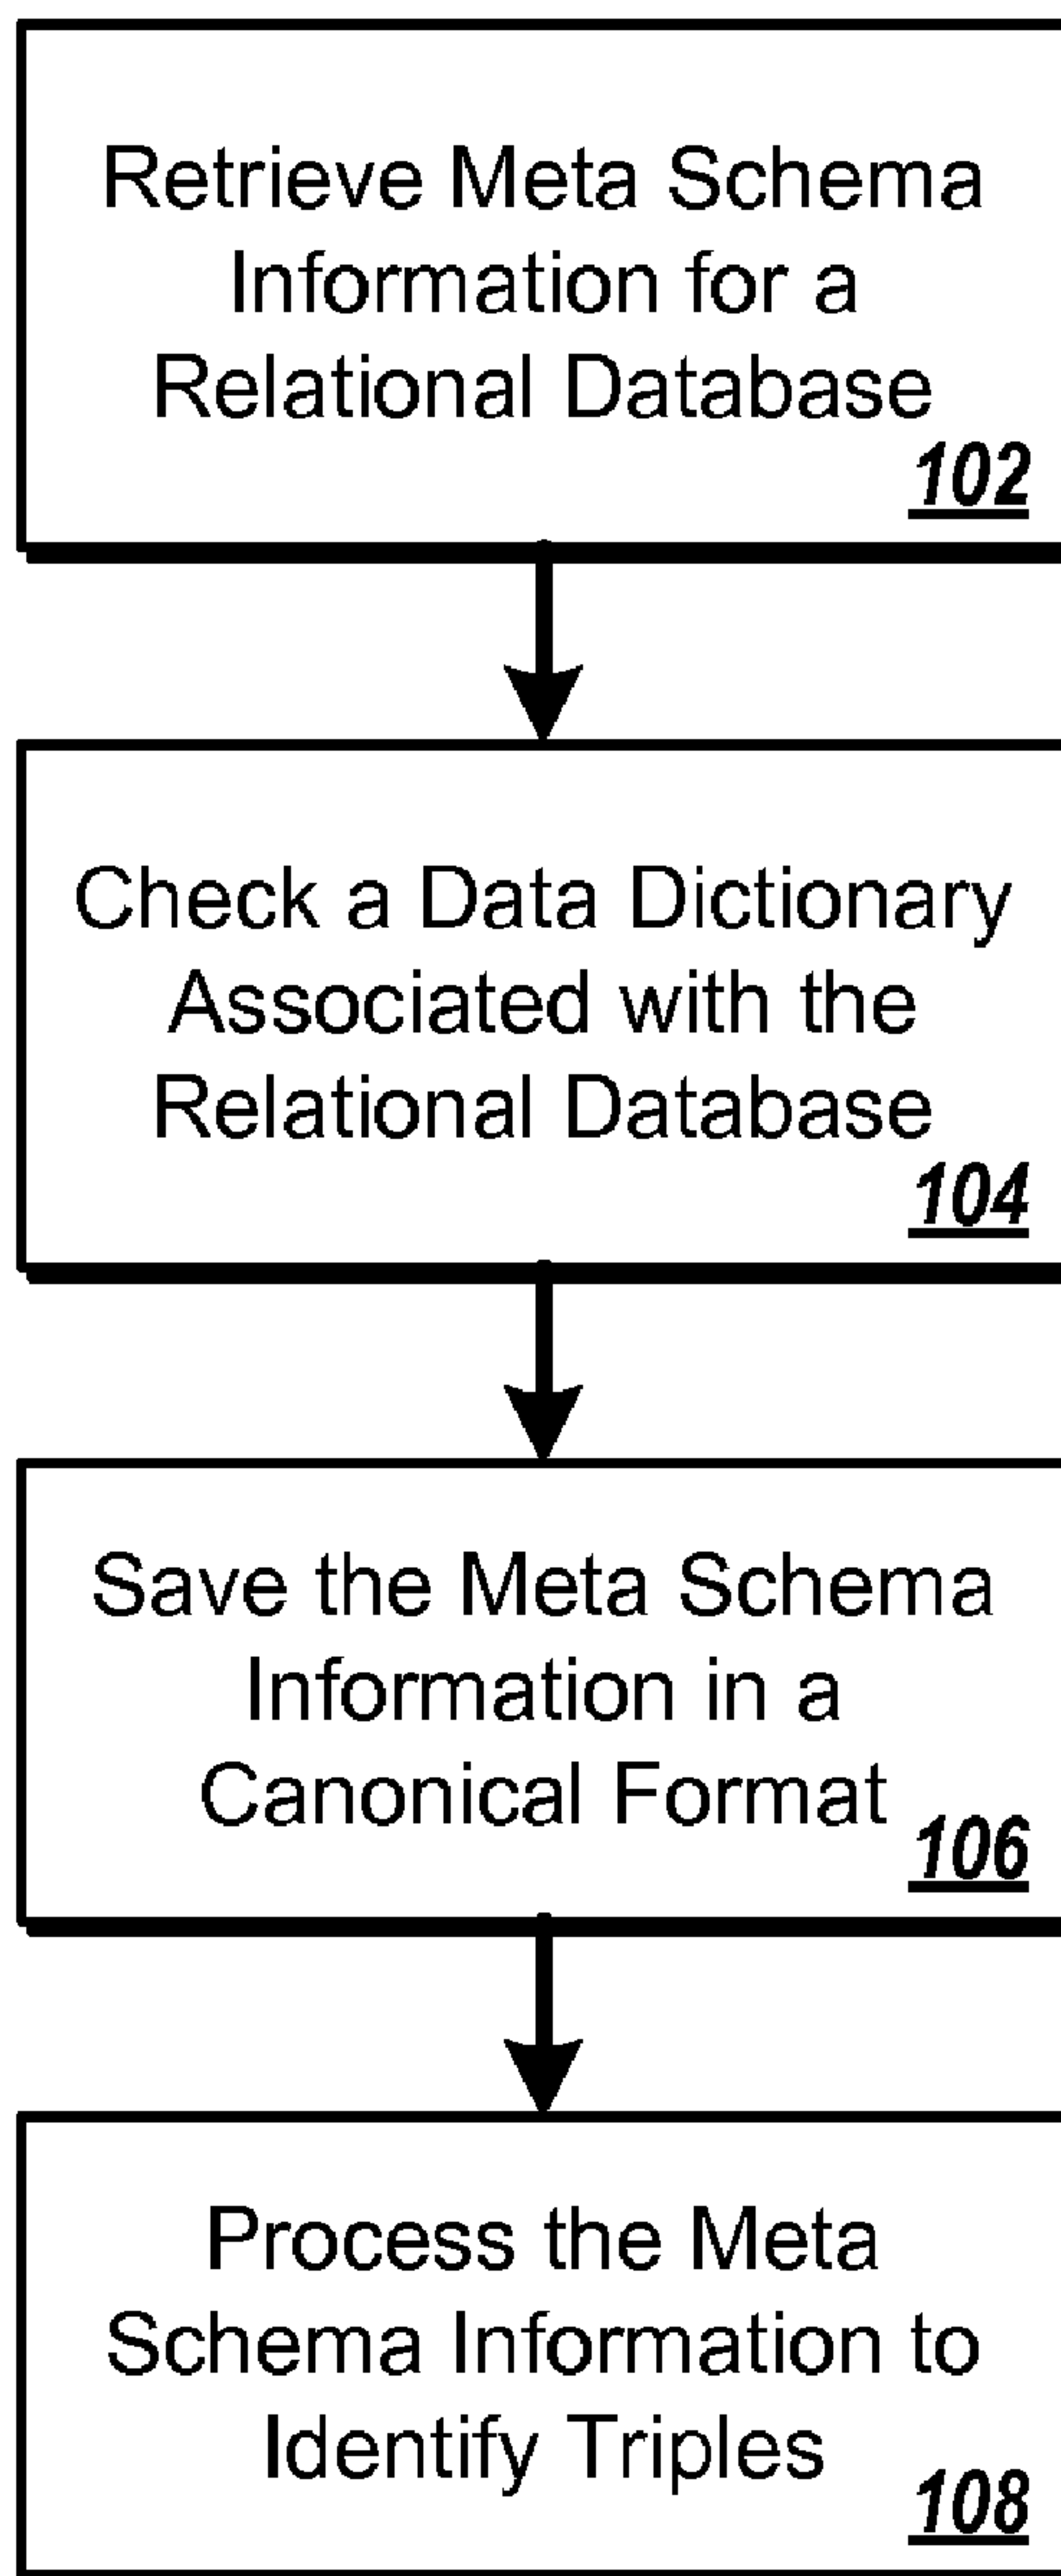 Retrieve Meta Schema
Information for a
Relational Database
102
Check a Data Dictionary
Associated with the
Relational Database
104
Save the Meta Schema
Information in a
Canonical Format
106
Process the Meta
Schema Information to
Identify Triples
108